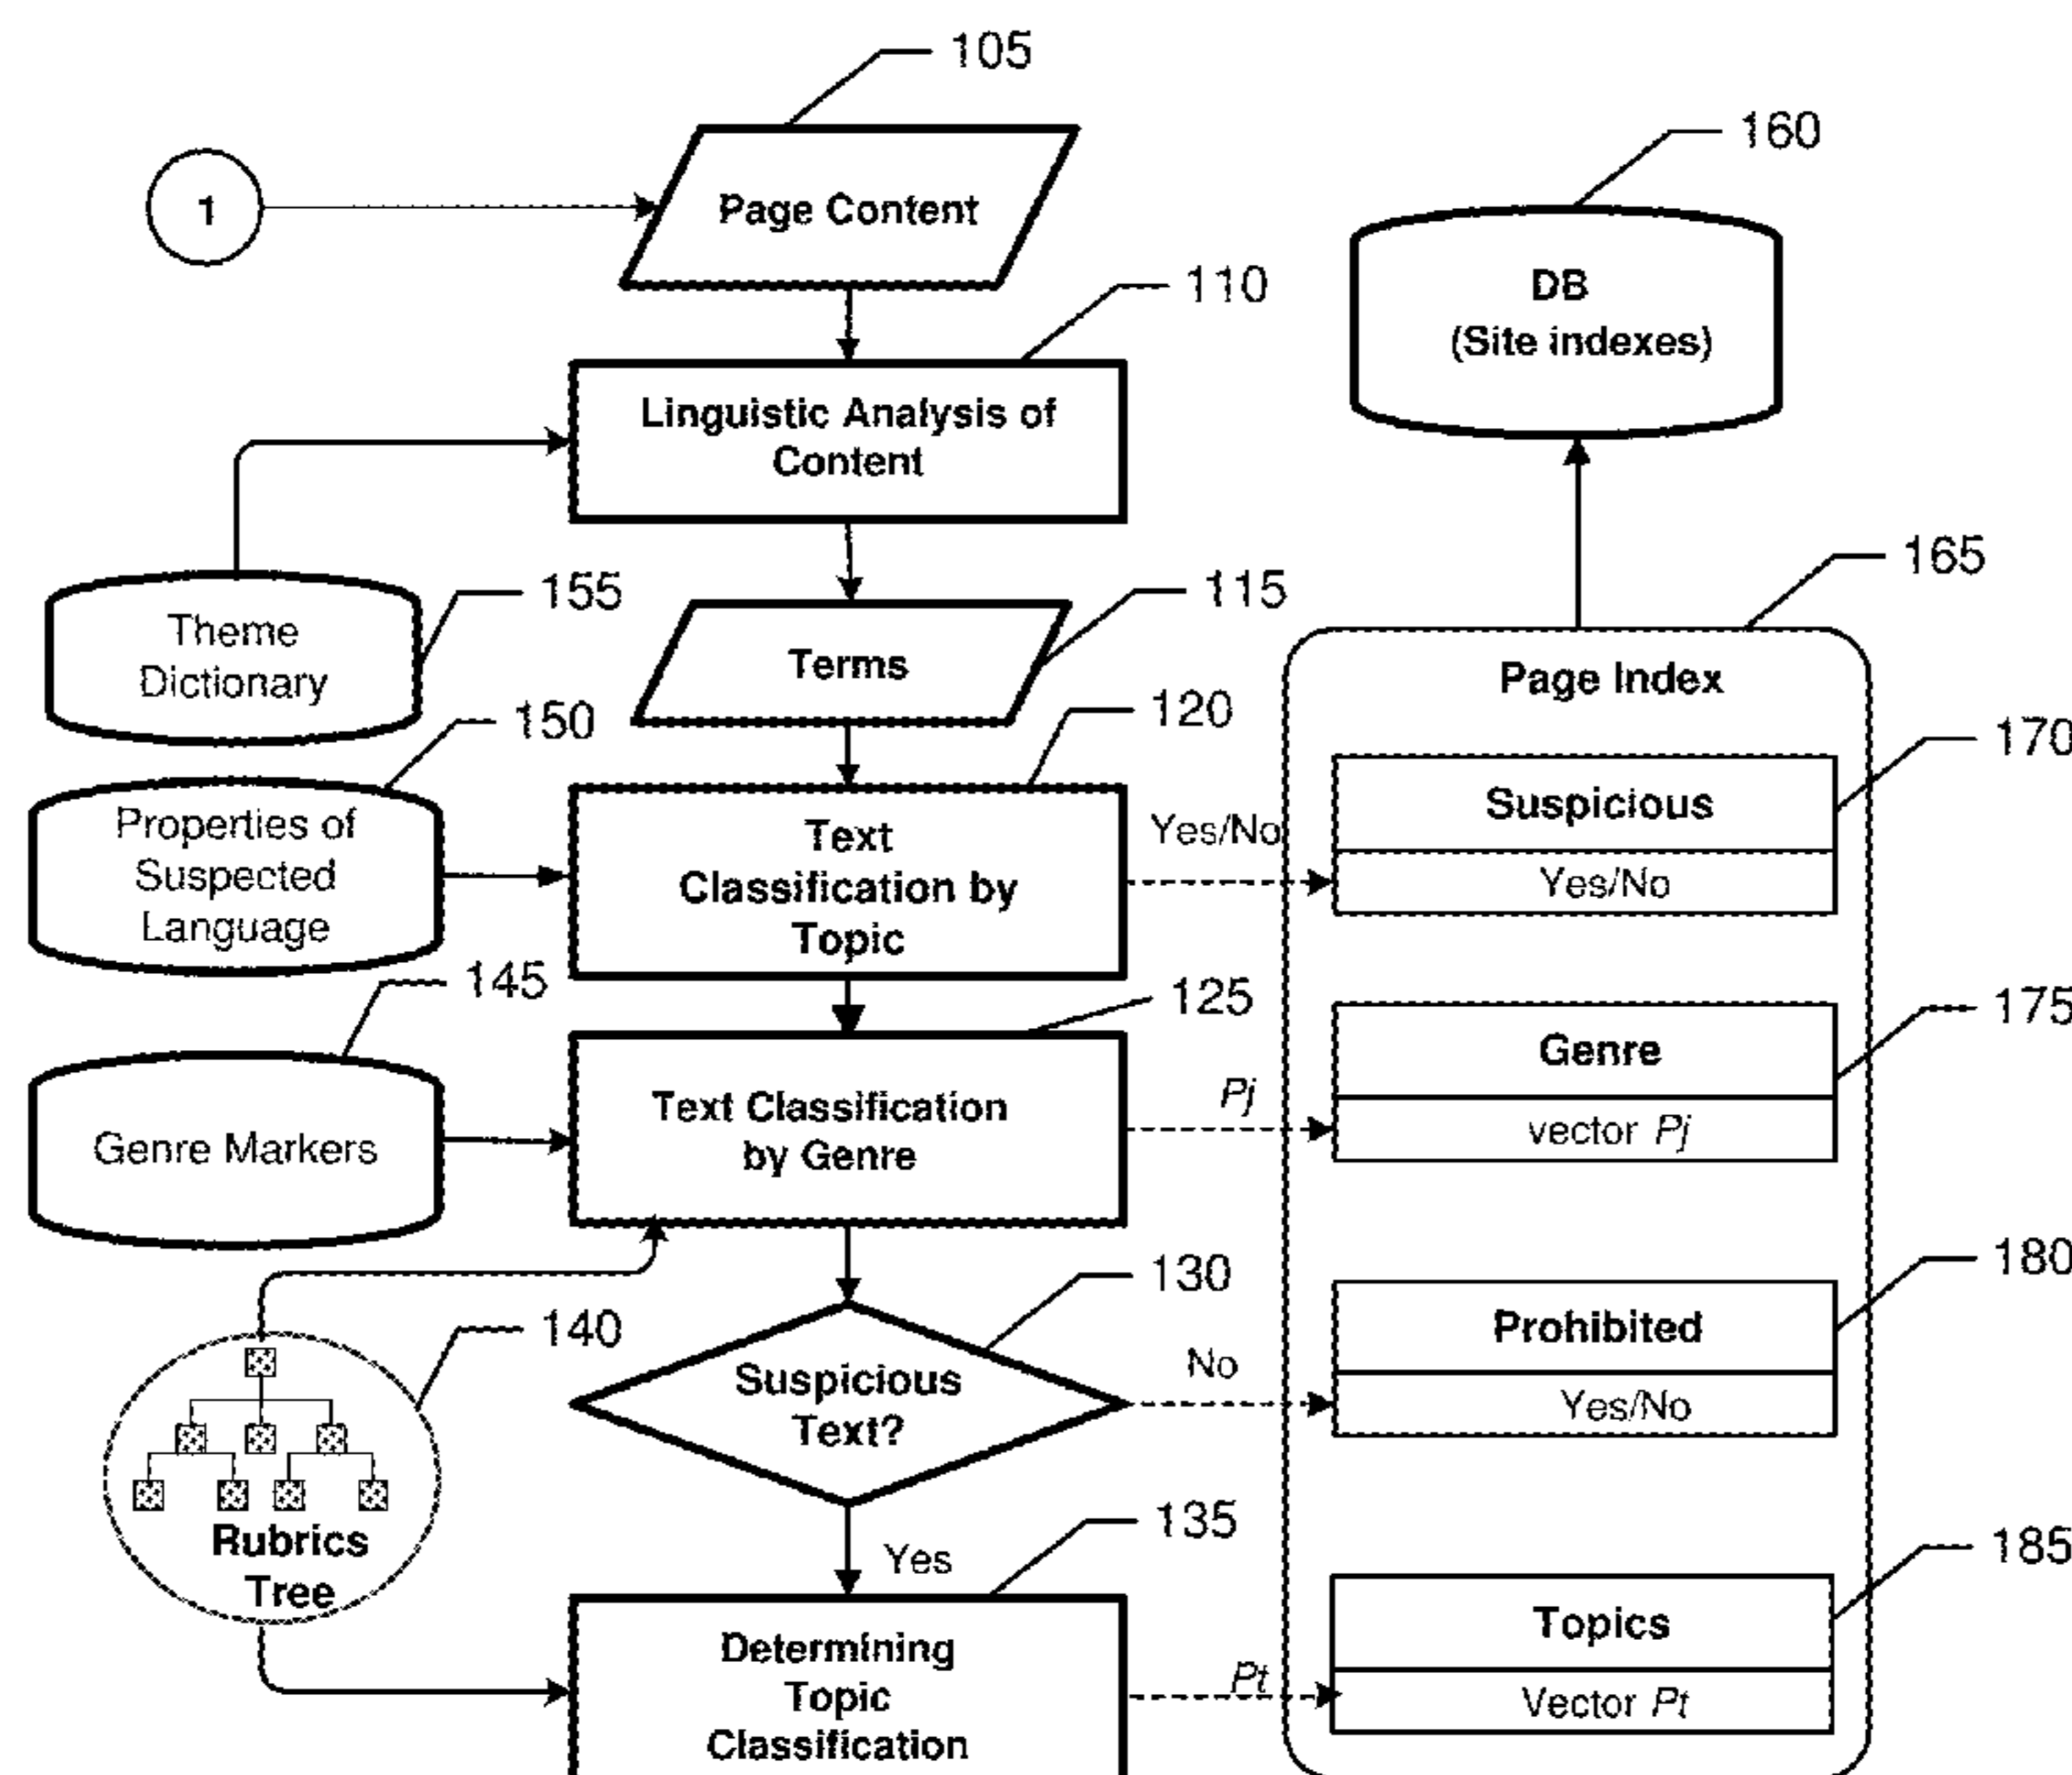 105
160
1
Page Content
110
DB
(Site indexes)
Linguistic Analysis of
Content
165
155
115
Theme
Dictionary
Terms
Page Index
150
120
170
Properties of
Suspected
Language
Text
Classification by
Topic
Yes/No
Suspicious
Yes/No
145
125
175
Genre Markers
Text Classification
by Genre
Pj
Genre
vector Pj
130
180
140
Suspicious
Text?
No
Prohibited
Yes/No
Rubrics
Tree
135
185
Yes
Determining
Topic
Classification
Pt
Topics
Vector Pt